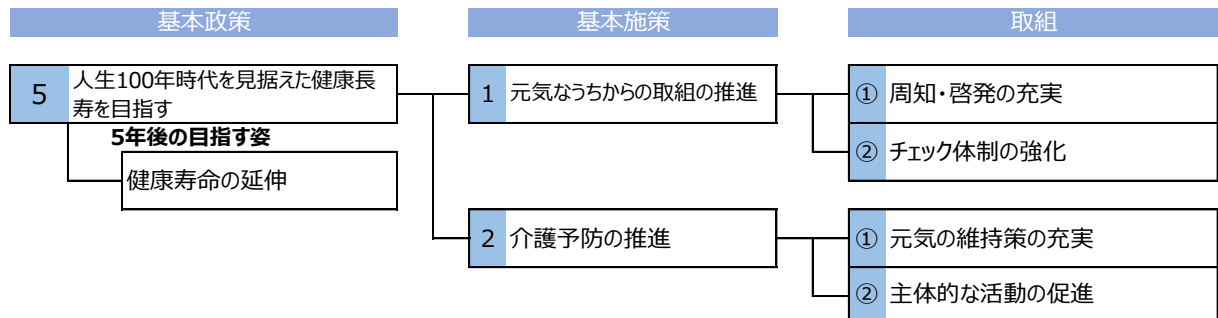 基本政策
基本施策
取組
5
人生100年時代を見据えた健康長
寿を目指す
5年後の目指す姿
健康寿命の延伸
1 元気なうちからの取組の推進
① 周知・啓発の充実
② チェック体制の強化
2 介護予防の推進
① 元気の維持策の充実
② 主体的な活動の促進